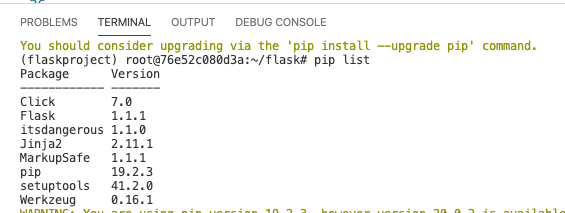 PROBLEMS TERMINAL OUTPUT DEBUG CONSOLE
You should consider upgrading via the 'pip install --upgrade pip' command.
(flaskproject) root@76e52c080d3a:~/flask# pip list
Package Version
------------ -------
Click 7.0
Flask 1.1.1
itsdangerous 1.1.0
Jinja2 2.11.1
MarkupSafe 1.1.1
pip 19.2.3
setuptools 41.2.0
Werkzeug 0.16.1
WARNING: You are using pip version 19.2.3, however version 20.0.2 is available